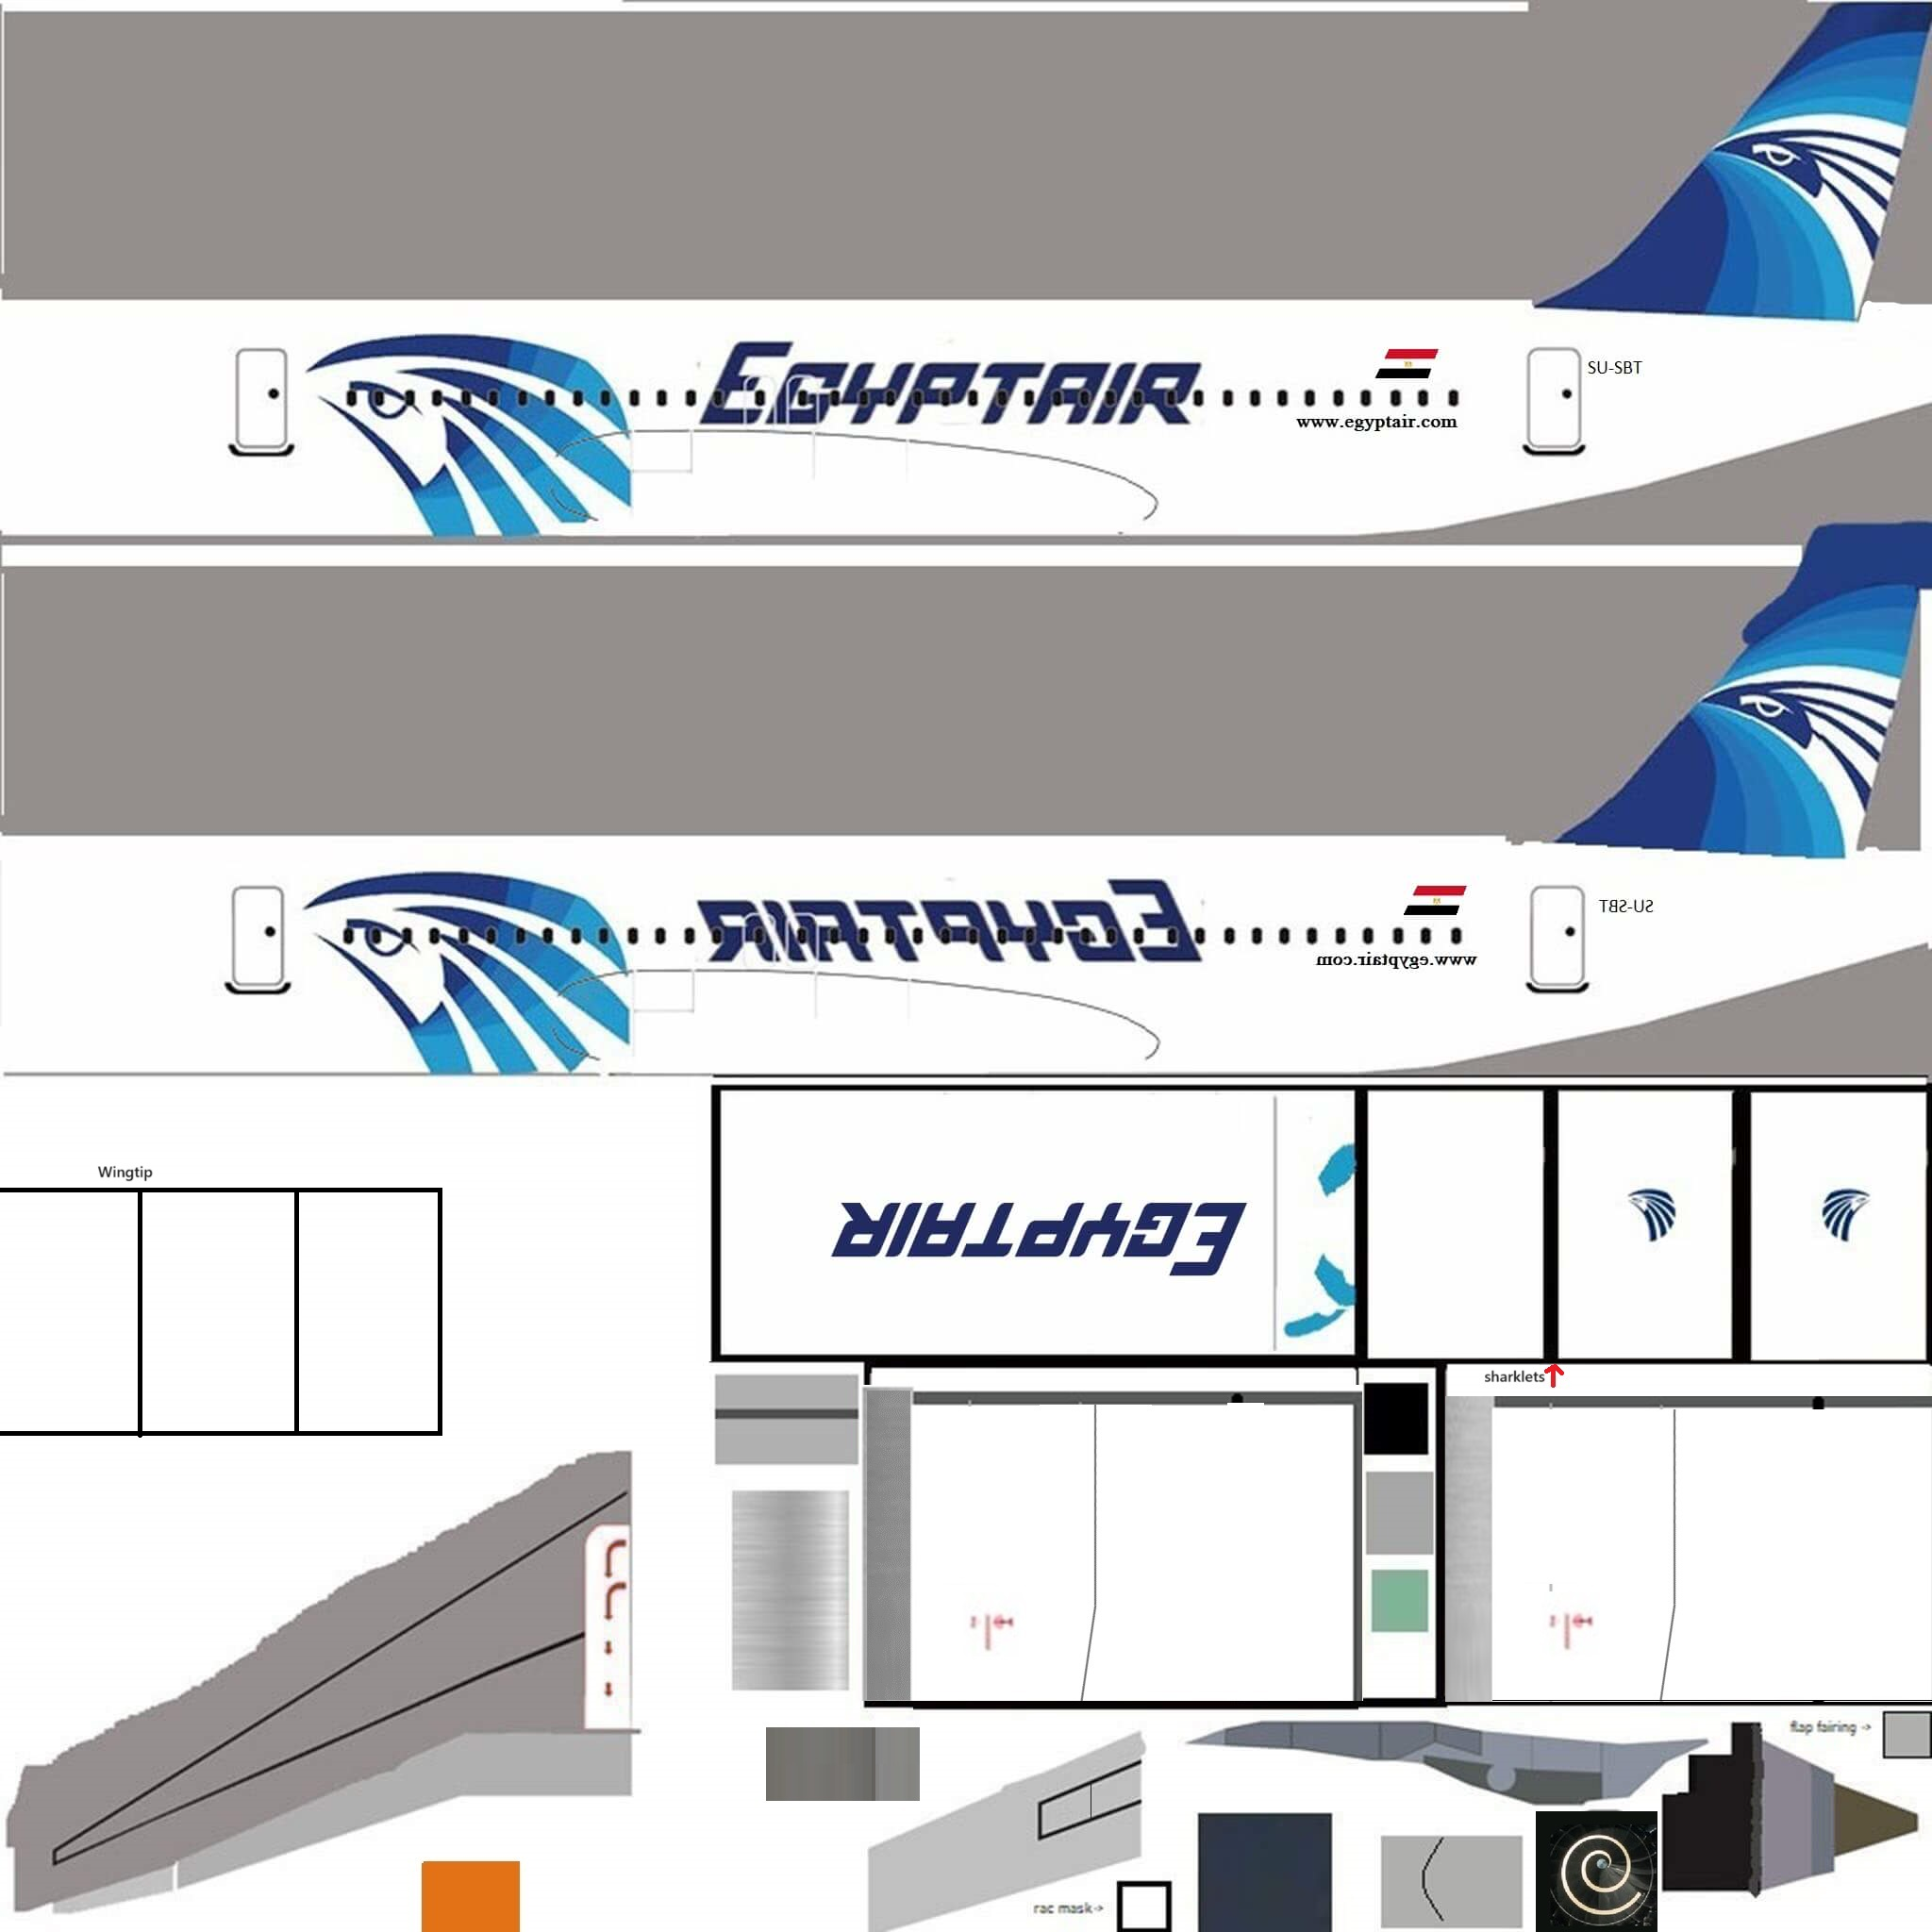 EGYPTAIR
SU-SBT
www.egyptair.com
EGYPTAIR
SU-SBT
www.egyptair.com
Wingtip
EGYPTAIR
sharklets
flap fairing ->
rac mask->